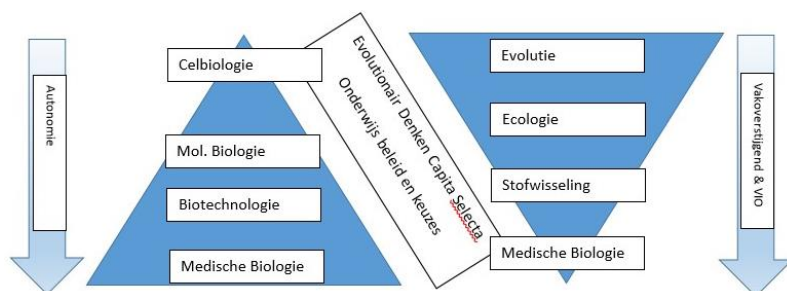 Autonomie
Celbiologie
Mol. Biologie
Biotechnologie
Medische Biologie
Evolutionair Denken Capita Selecta
Onderwijs beleid en keuzes
Evolutie
Ecologie
Stofwisseling
Medische Biologie
Vakoverstijgend & VIO